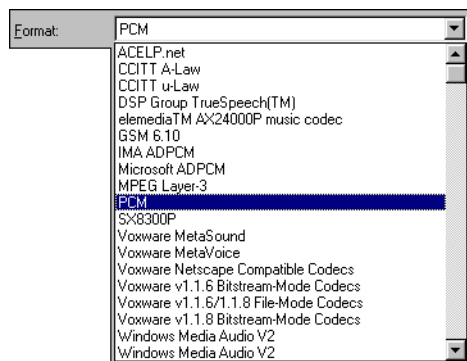 Format: PCM
ACELP.net
CCITT A-Law
CCITT u-Law
DSP Group TrueSpeech(TM)
elemediaTM AX24000P music codec
GSM 6.10
IMA ADPCM
Microsoft ADPCM
MPEG Layer-3
PCM
SX8300P
Voxware MetaSound
Voxware MetaVoice
Voxware Netscape Compatible Codecs
Voxware v1.1.6 Bitstream-Mode Codecs
Voxware v1.1.6/1.1.8 File-Mode Codecs
Voxware v1.1.8 Bitstream-Mode Codecs
Windows Media Audio V2
Windows Media Audio V2